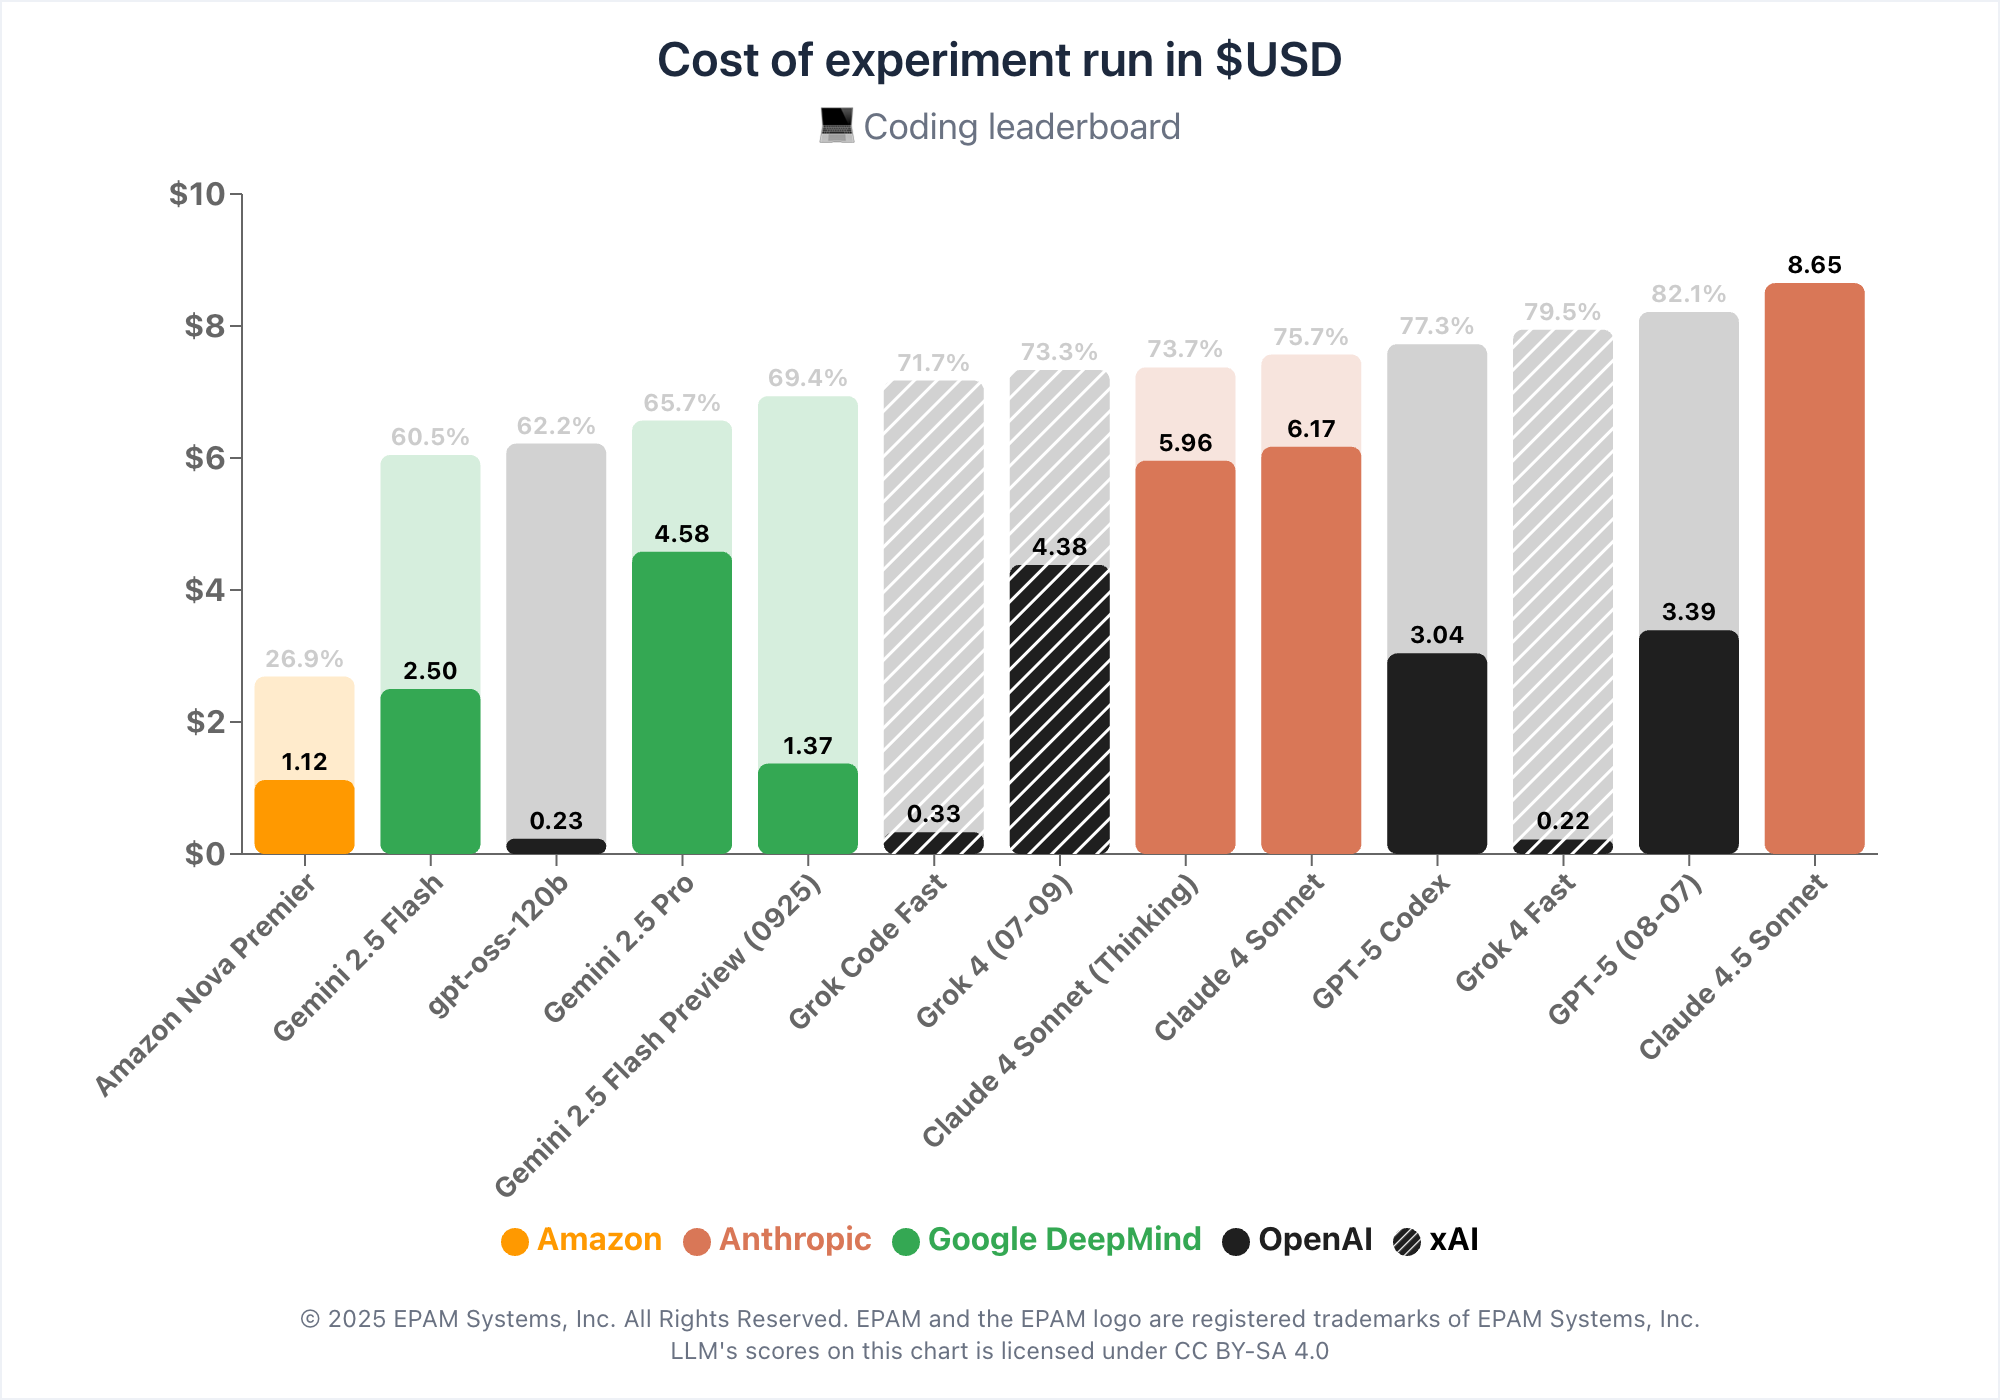 Cost of experiment run in $USD
💻 Coding leaderboard
$10
$8
$6
$4
$2
$0
26.9%
1.12
60.5%
2.50
62.2%
0.23
65.7%
4.58
69.4%
1.37
71.7%
0.33
73.3%
4.38
73.7%
5.96
75.7%
6.17
77.3%
3.04
79.5%
0.22
82.1%
3.39
8.65
Amazon Nova Premier
Gemini 2.5 Flash
gpt-oss-120b
Gemini 2.5 Pro
Gemini 2.5 Flash Preview (0925)
Grok Code Fast
Grok 4 (07-09)
Claude 4 Sonnet (Thinking)
Claude 4 Sonnet
GPT-5 Codex
Grok 4 Fast
GPT-5 (08-07)
Claude 4.5 Sonnet
Amazon Anthropic Google DeepMind OpenAI xAI
© 2025 EPAM Systems, Inc. All Rights Reserved. EPAM and the EPAM logo are registered trademarks of EPAM Systems, Inc.
LLM's scores on this chart is licensed under CC BY-SA 4.0